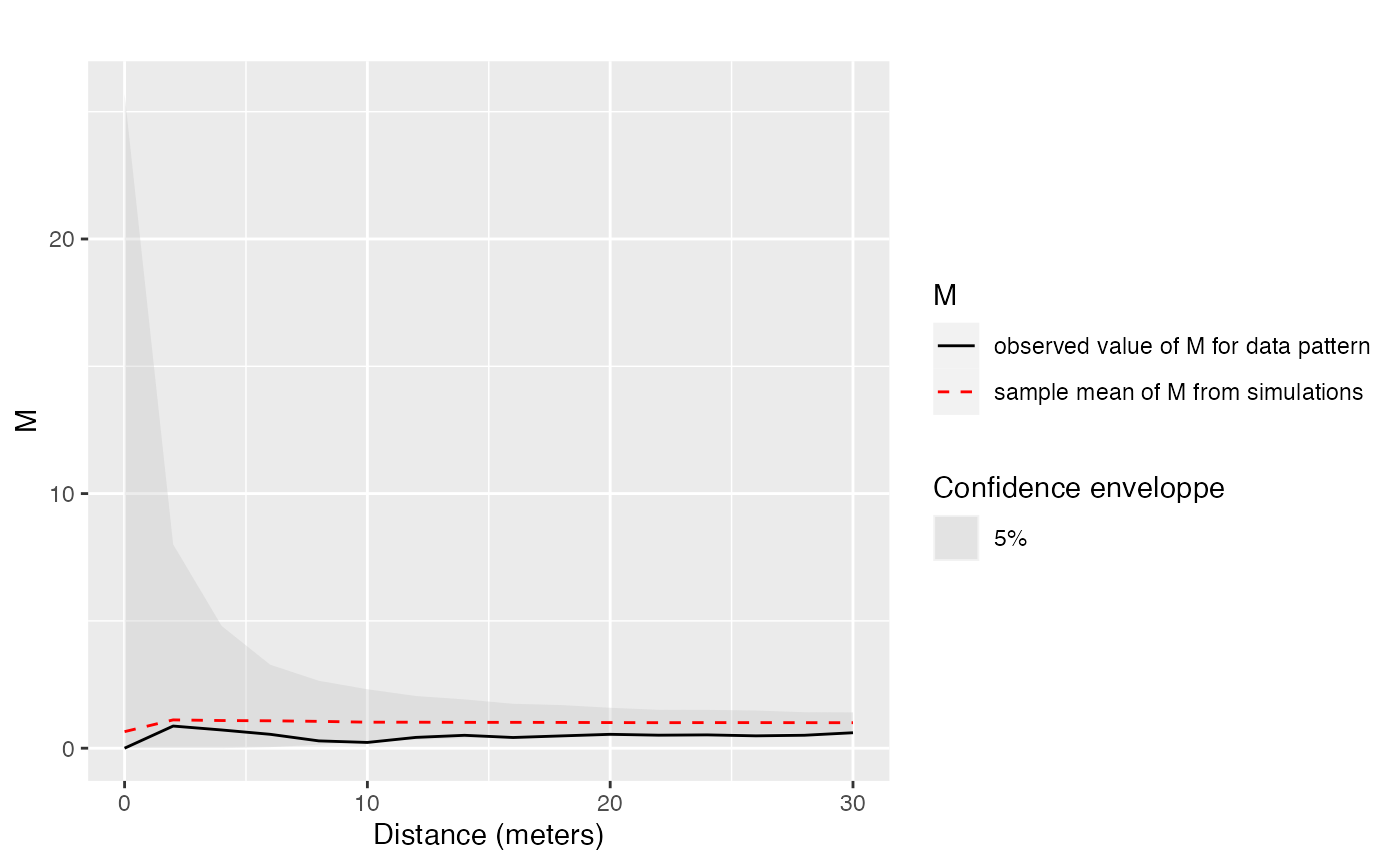 20
10
0
M
0
10
20
30
Distance (meters)
M
observed value of M for data pattern
sample mean of M from simulations
Confidence enveloppe
5%